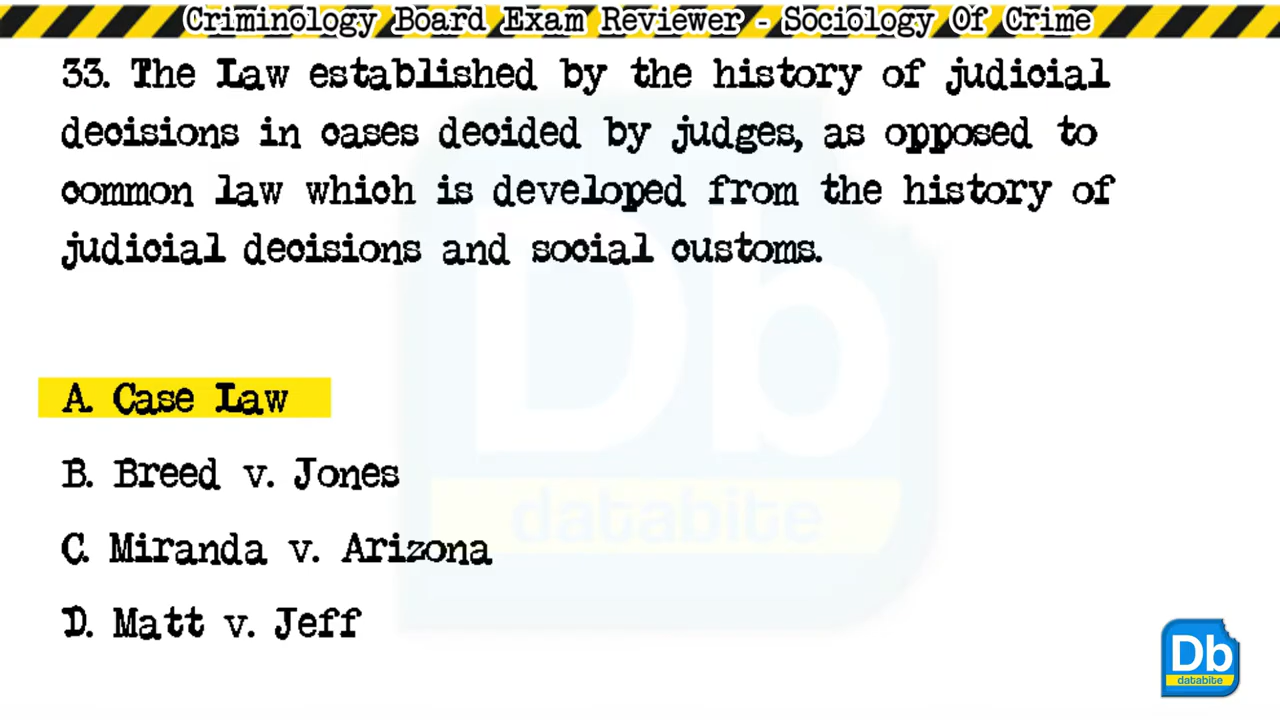 Criminology Board Exam Reviewer - Sociology Of Crime
33. The Law established by the history of judicial
decisions in cases decided by judges, as opposed to
common law which is developed from the history of
judicial decisions and social customs.
A. Case Law
B. Breed v. Jones
C. Miranda v. Arizona
D. Matt v. Jeff
Db
databite
Db
databite